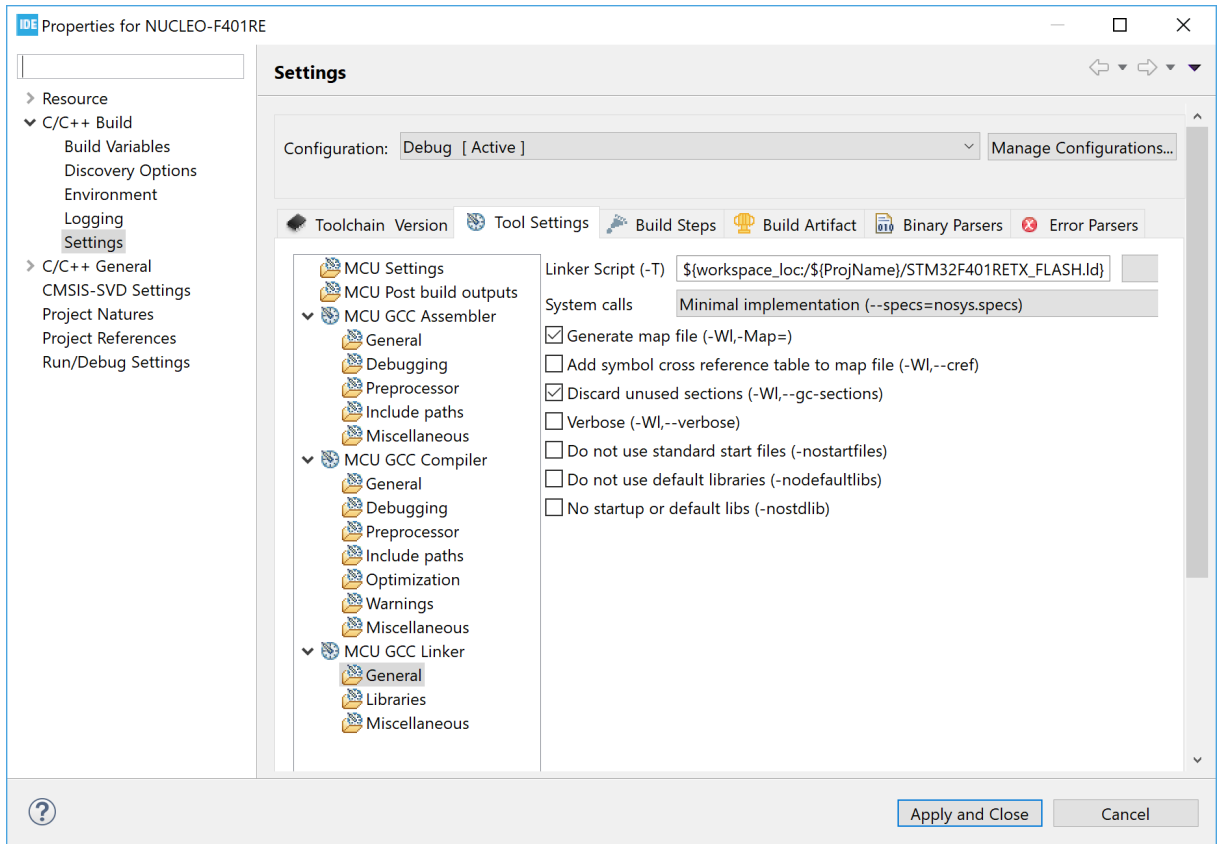 IDE Properties for NUCLEO-F401RE
Settings
Resource
C/C++ Build
Build Variables
Discovery Options
Environment
Logging
Settings
C/C++ General
CMSIS-SVD Settings
Project Natures
Project References
Run/Debug Settings
Configuration: Debug [ Active ] Manage Configurations...
Toolchain Version Tool Settings Build Steps Build Artifact 010 Binary Parsers Error Parsers
MCU Settings
MCU Post build outputs
MCU GCC Assembler
General
Debugging
Preprocessor
Include paths
Miscellaneous
MCU GCC Compiler
General
Debugging
Preprocessor
Include paths
Optimization
Warnings
Miscellaneous
MCU GCC Linker
General
Libraries
Miscellaneous
Linker Script (-T) ${workspace_loc:/${ProjName}/STM32F401RETX_FLASH.ld}
System calls Minimal implementation (--specs=nosys.specs)
Generate map file (-Wl,-Map=)
Add symbol cross reference table to map file (-Wl,--cref)
Discard unused sections (-Wl,--gc-sections)
Verbose (-Wl,--verbose)
Do not use standard start files (-nostartfiles)
Do not use default libraries (-nodefaultlibs)
No startup or default libs (-nostdlib)
? Apply and Close Cancel